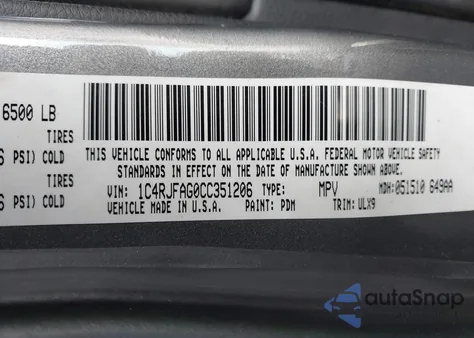 6500 LB
TIRES
PSI) COLD
TIRES
PSI) COLD
THIS VEHICLE CONFORMS TO ALL APPLICABLE U.S.A. FEDERAL MOTOR VEHICLE SAFETY
STANDARDS IN EFFECT ON THE DATE OF MANUFACTURE SHOWN ABOVE.
VIN: 1C4RJFAG0CC351206 TYPE: MPV MDH:051510 649AA
VEHICLE MADE IN U.S.A. PAINT: PDM TRIM: ULX9
autoSnap